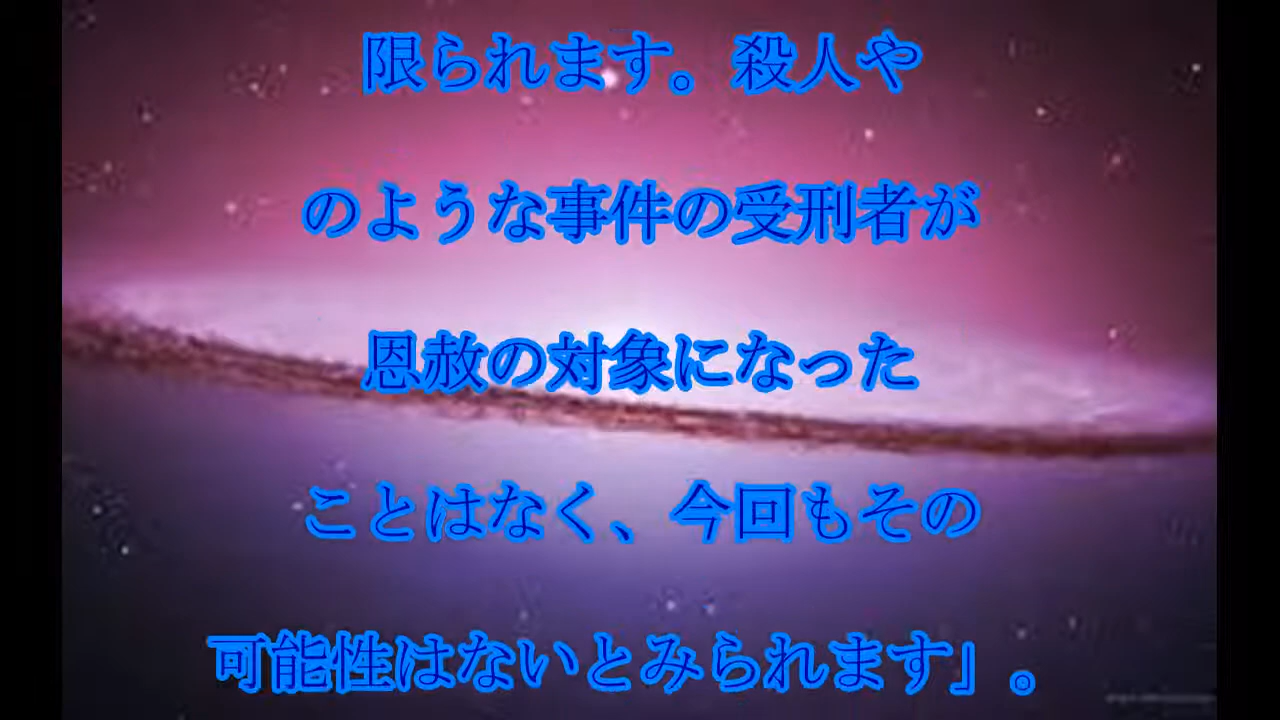 限られます。殺人や
のような事件の受刑者が
恩赦の対象になった
ことはなく、今回もその
可能性はないとみられます」。